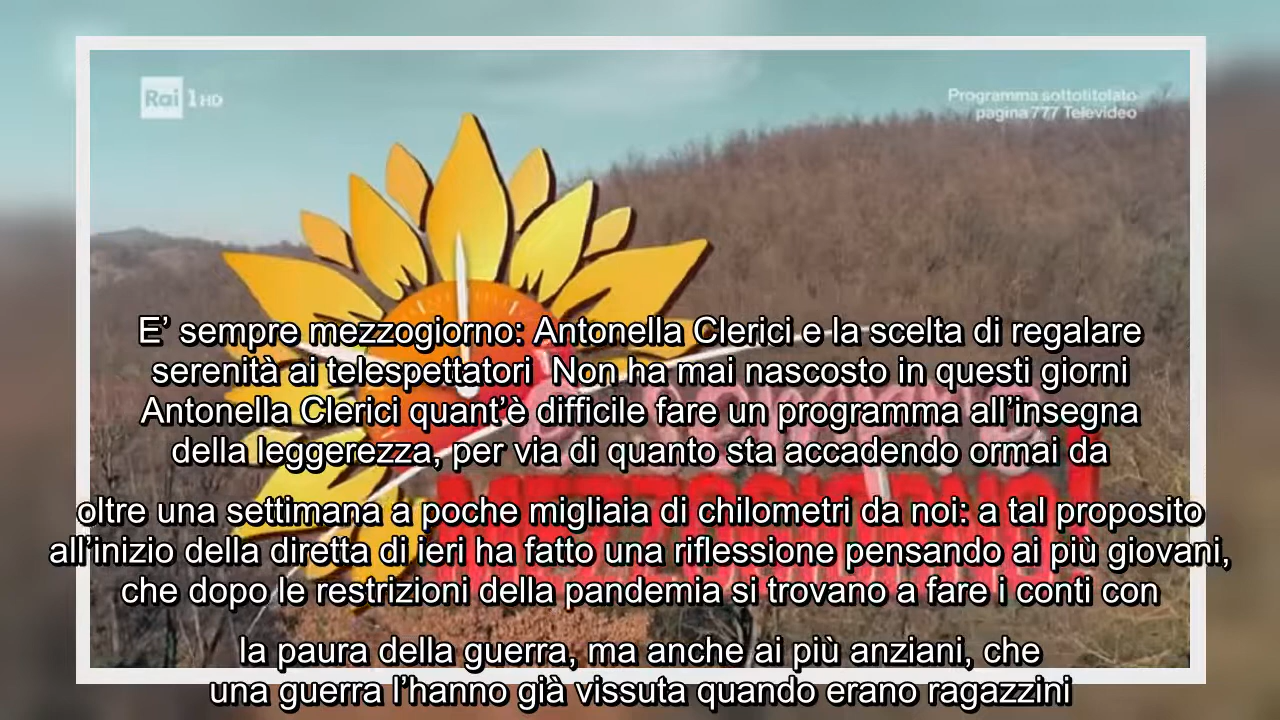 Rai 1 HD
Programma sottotitolato
pagina 777 Televideo
E’ sempre mezzogiorno: Antonella Clerici e la scelta di regalare
serenità ai telespettatori  Non ha mai nascosto in questi giorni
Antonella Clerici quant’è difficile fare un programma all’insegna
della leggerezza, per via di quanto sta accadendo ormai da
oltre una settimana a poche migliaia di chilometri da noi: a tal proposito
all’inizio della diretta di ieri ha fatto una riflessione pensando ai più giovani,
che dopo le restrizioni della pandemia si trovano a fare i conti con
la paura della guerra, ma anche ai più anziani, che
una guerra l’hanno già vissuta quando erano ragazzini